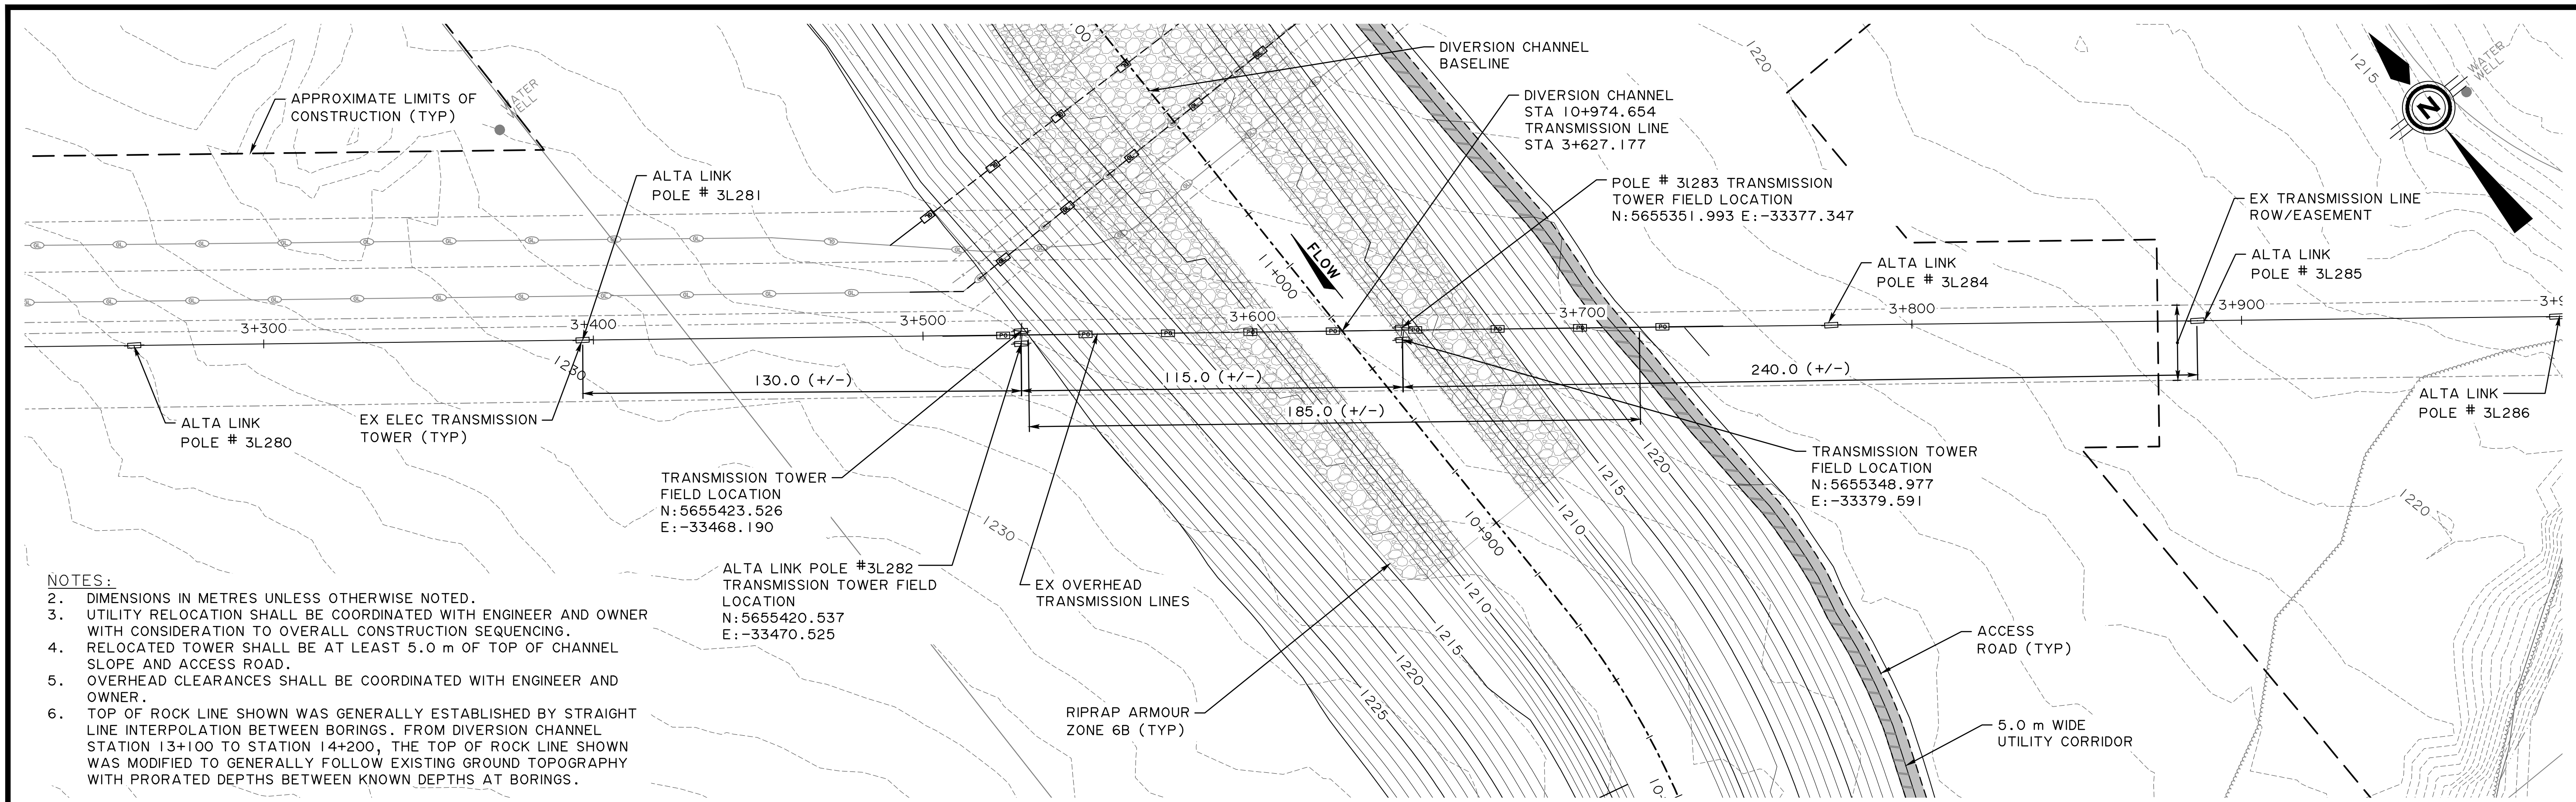 DIVERSION CHANNEL
BASELINE
DIVERSION CHANNEL
STA 10+974.654
TRANSMISSION LINE
STA 3+627.177
APPROXIMATE LIMITS OF
CONSTRUCTION (TYP)
WATER
WELL
1220
1215
WATER
WELL
N
ALTA LINK
POLE # 3L281
POLE # 3l283 TRANSMISSION
TOWER FIELD LOCATION
N:5655351.993 E:-33377.347
EX TRANSMISSION LINE
ROW/EASEMENT
ALTA LINK
POLE # 3L285
ALTA LINK
POLE # 3L284
FLOW
11+000
3+300
3+400
3+500
3+600
3+700
3+800
3+900
1230
130.0 (+/-)
115.0 (+/-)
240.0 (+/-)
185.0 (+/-)
ALTA LINK
POLE # 3L280
EX ELEC TRANSMISSION
TOWER (TYP)
ALTA LINK
POLE # 3L286
TRANSMISSION TOWER
FIELD LOCATION
N:5655423.526
E:-33468.190
TRANSMISSION TOWER
FIELD LOCATION
N:5655348.977
E:-33379.591
1220
1215
1210
10+900
1230
1220
ALTA LINK POLE #3L282
TRANSMISSION TOWER FIELD
LOCATION
N:5655420.537
E:-33470.525
EX OVERHEAD
TRANSMISSION LINES
1210
1215
1220
1225
RIPRAP ARMOUR
ZONE 6B (TYP)
ACCESS
ROAD (TYP)
5.0 m WIDE
UTILITY CORRIDOR
NOTES:
2. DIMENSIONS IN METRES UNLESS OTHERWISE NOTED.
3. UTILITY RELOCATION SHALL BE COORDINATED WITH ENGINEER AND OWNER
WITH CONSIDERATION TO OVERALL CONSTRUCTION SEQUENCING.
4. RELOCATED TOWER SHALL BE AT LEAST 5.0 m OF TOP OF CHANNEL
SLOPE AND ACCESS ROAD.
5. OVERHEAD CLEARANCES SHALL BE COORDINATED WITH ENGINEER AND
OWNER.
6. TOP OF ROCK LINE SHOWN WAS GENERALLY ESTABLISHED BY STRAIGHT
LINE INTERPOLATION BETWEEN BORINGS. FROM DIVERSION CHANNEL
STATION 13+100 TO STATION 14+200, THE TOP OF ROCK LINE SHOWN
WAS MODIFIED TO GENERALLY FOLLOW EXISTING GROUND TOPOGRAPHY
WITH PRORATED DEPTHS BETWEEN KNOWN DEPTHS AT BORINGS.